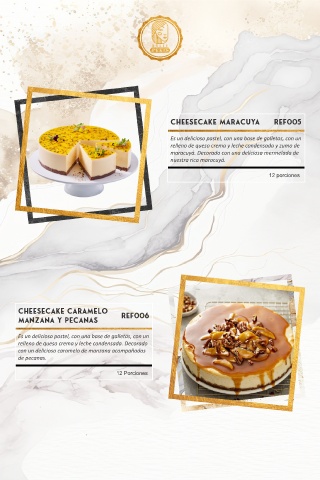 CHEESECAKE MARACUYA REF005
Es un delicioso pastel, con una base de galletas, con un
relleno de queso crema y leche condensada y zumo de
maracuyá. Decorado con una deliciosa mermelada de
nuestra rica maracuyá.
12 porciones
CHEESECAKE CARAMELO
MANZANA Y PECANAS REF006
Es un delicioso pastel, con una base de galletas, con un
relleno de queso crema y leche condensada. Decorado
con un delicioso caramelo de manzana acompañados
de pecanas.
12 Porciones